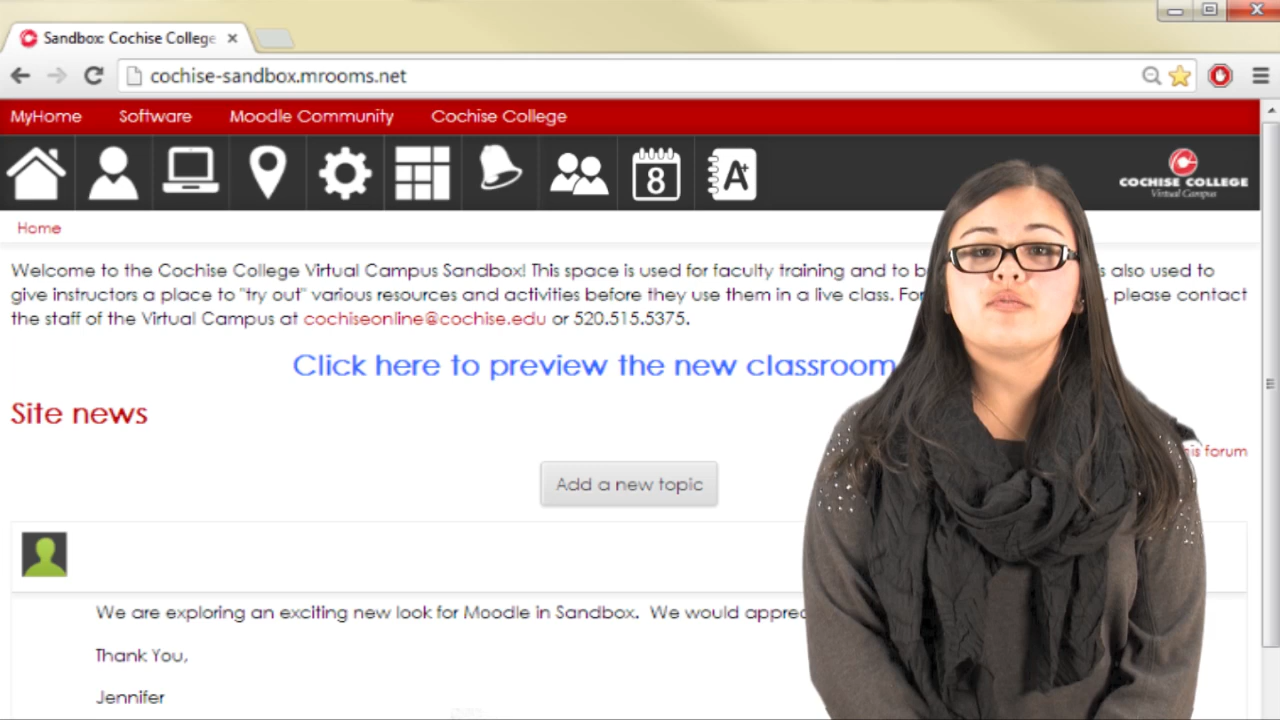 Sandbox: Cochise College
cochise-sandbox.mrooms.net
MyHome Software Moodle Community Cochise College
8 A+
COCHISE COLLEGE
Virtual Campus
Home
Welcome to the Cochise College Virtual Campus Sandbox! This space is used for faculty training and to b s also used to
give instructors a place to "try out" various resources and activities before they use them in a live class. For , please contact
the staff of the Virtual Campus at cochiseonline@cochise.edu or 520.515.5375.
Click here to preview the new classroom
Site news
is forum
Add a new topic
We are exploring an exciting new look for Moodle in Sandbox. We would apprec
Thank You,
Jennifer